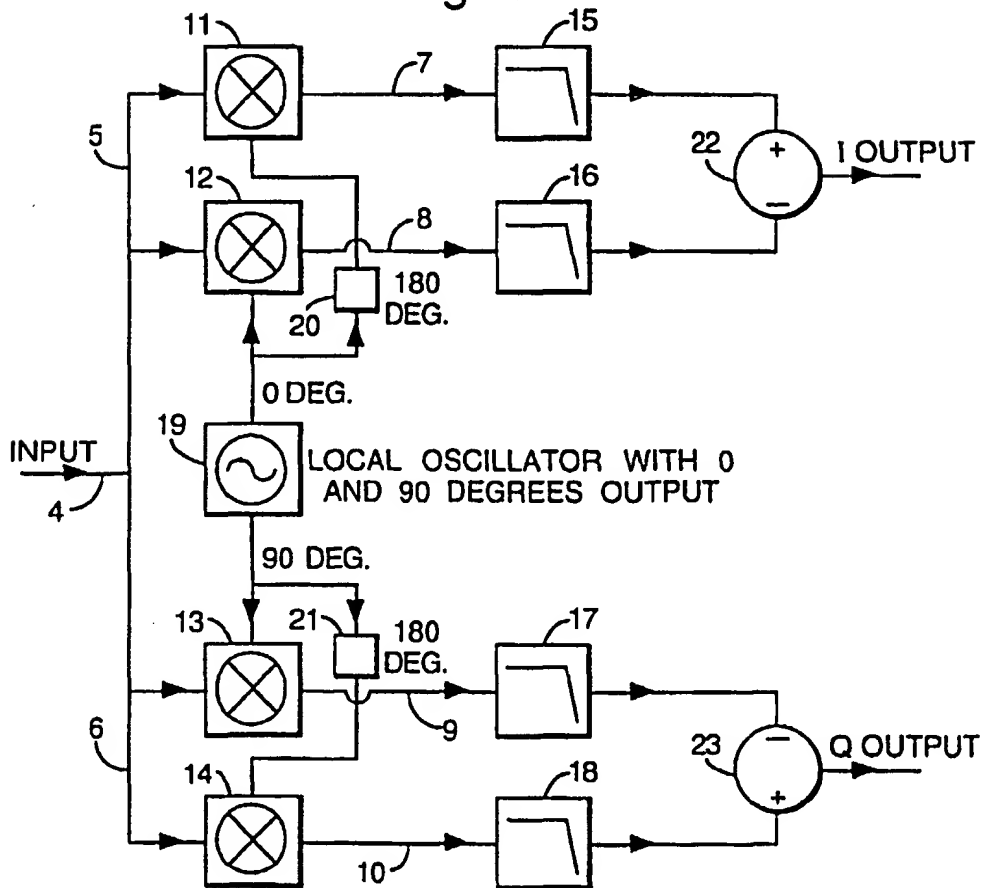 11
15
7
5
+
22
I OUTPUT
12
16
8
−
180
DEG.
20
0 DEG.
19
INPUT
LOCAL OSCILLATOR WITH 0
AND 90 DEGREES OUTPUT
4
90 DEG.
13
21
180
DEG.
17
9
6
−
23
Q OUTPUT
+
14
18
10